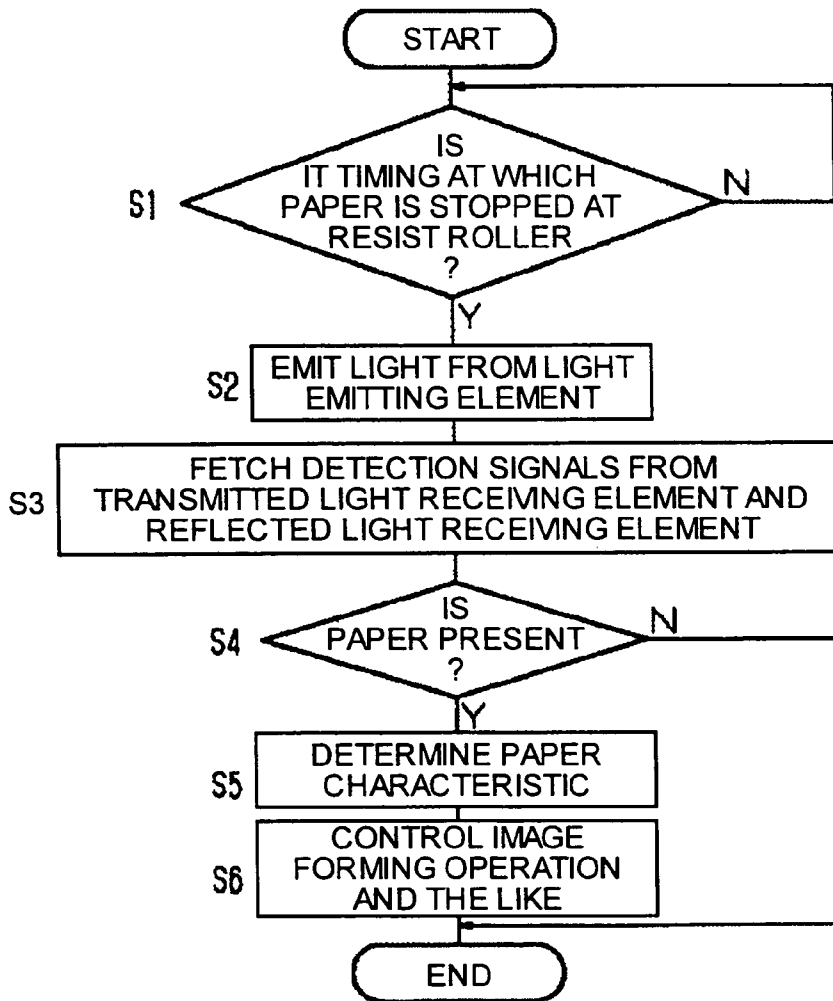 START
IS
IT TIMING AT WHICH
PAPER IS STOPPED AT
RESIST ROLLER
?
S1
N
Y
S2
EMIT LIGHT FROM LIGHT
EMITTING ELEMENT
S3
FETCH DETECTION SIGNALS FROM
TRANSMITTED LIGHT RECEIVING ELEMENT AND
REFLECTED LIGHT RECEIVING ELEMENT
S4
IS
PAPER PRESENT
?
N
Y
S5
DETERMINE PAPER
CHARACTERISTIC
S6
CONTROL IMAGE
FORMING OPERATION
AND THE LIKE
END